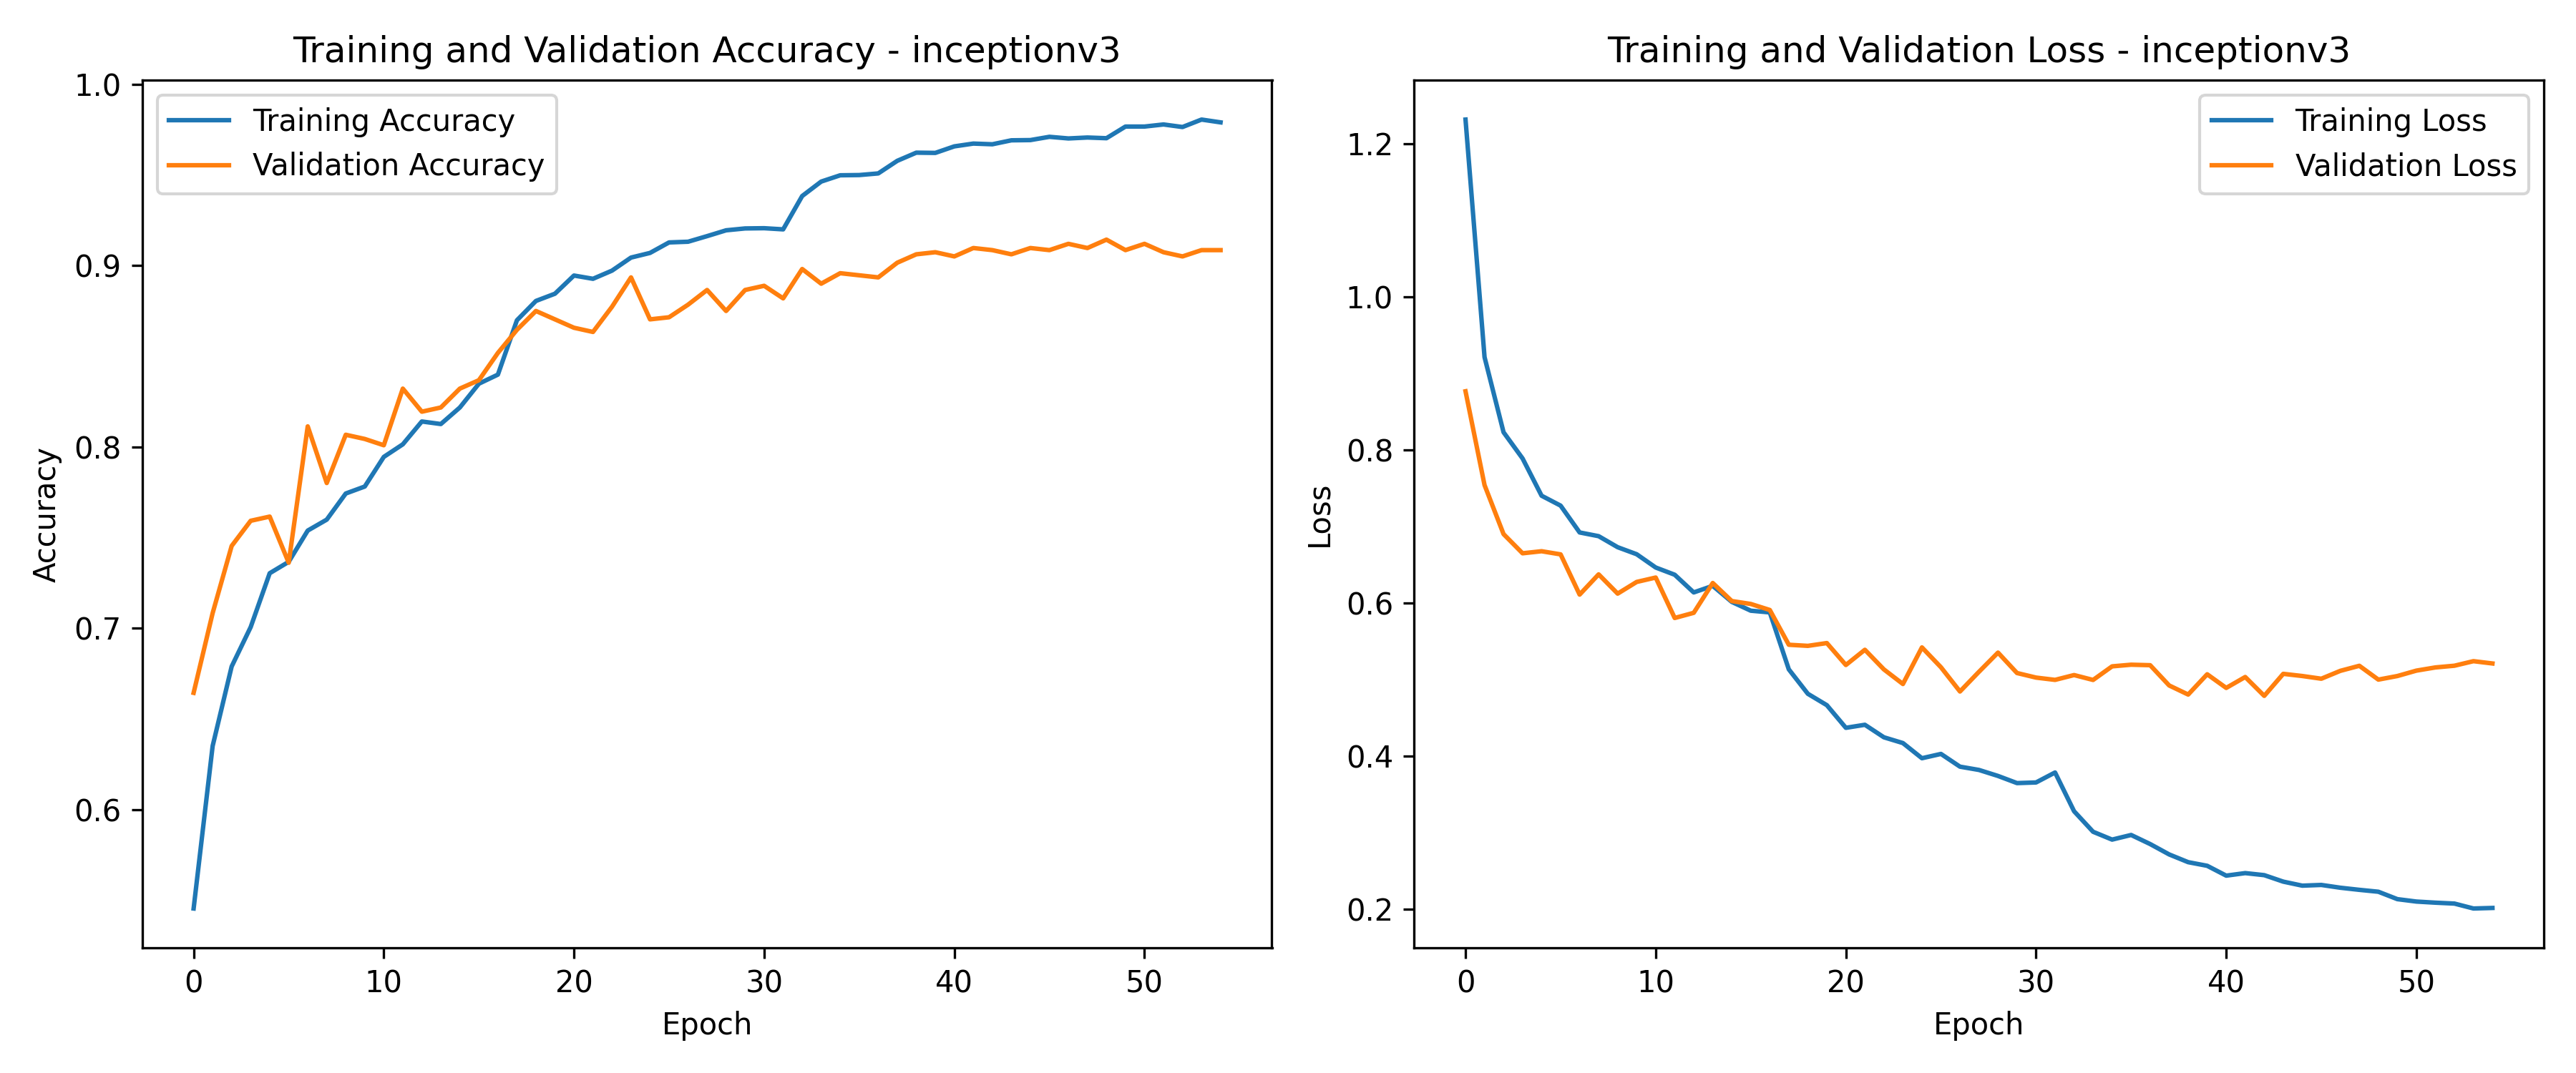 Training and Validation Accuracy - inceptionv3
Training Accuracy
Validation Accuracy
1.0
0.9
0.8
0.7
0.6
Accuracy
0 10 20 30 40 50
Epoch
Training and Validation Loss - inceptionv3
Training Loss
Validation Loss
1.2
1.0
0.8
0.6
0.4
0.2
Loss
0 10 20 30 40 50
Epoch